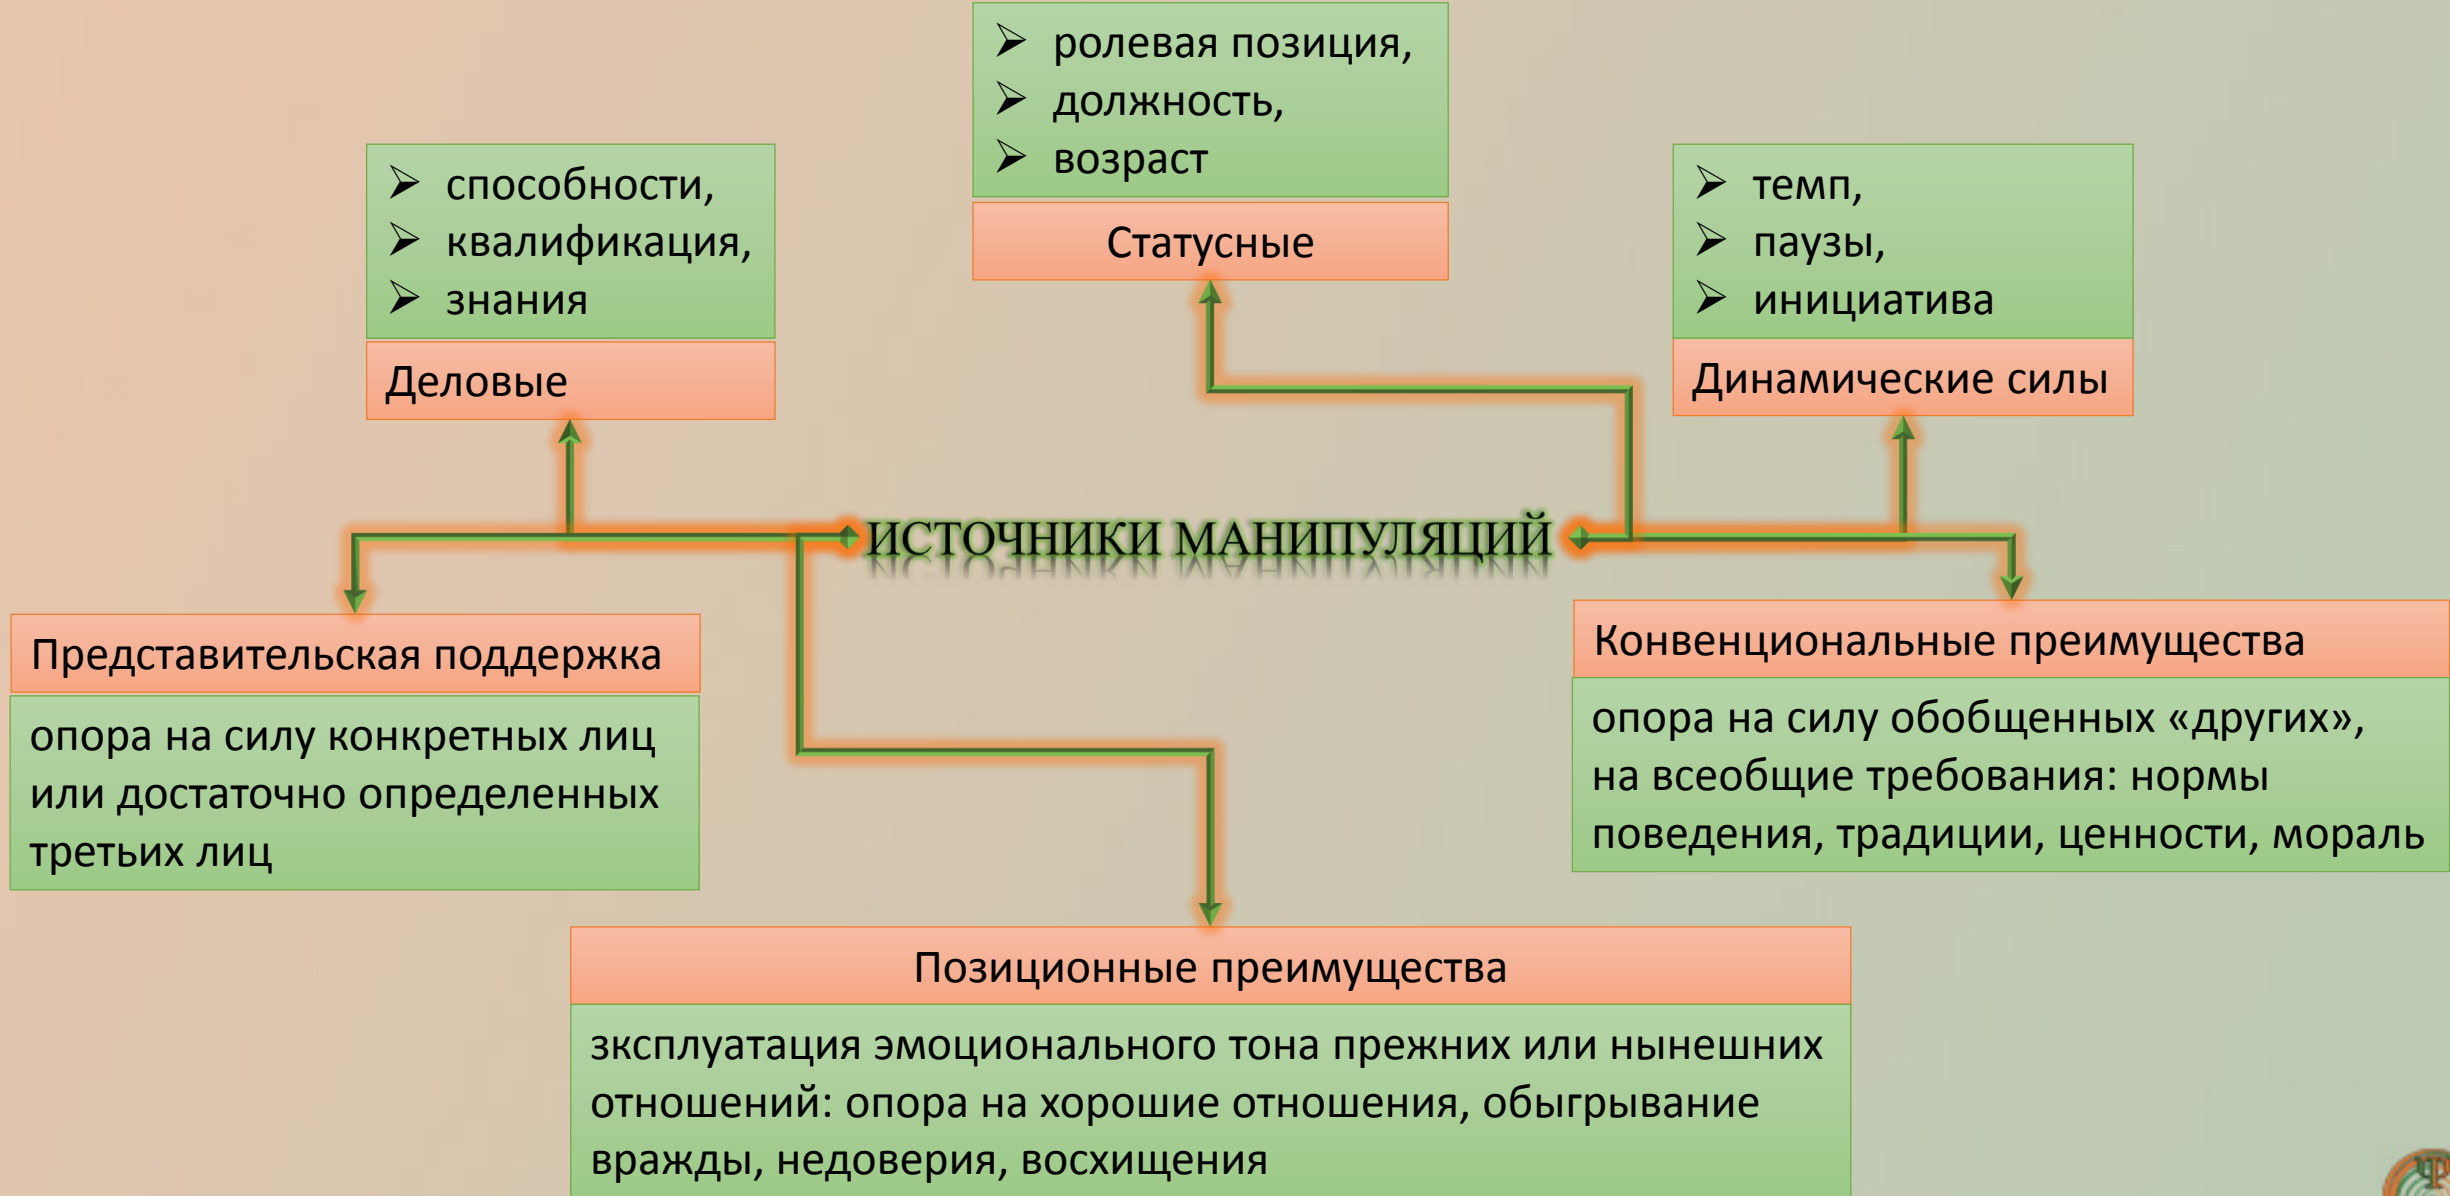 ролевая позиция,
должность,
возраст
Статусные
способности,
квалификация,
знания
Деловые
темп,
паузы,
инициатива
Динамические силы
ИСТОЧНИКИ МАНИПУЛЯЦИЙ
Представительская поддержка
опора на силу конкретных лиц
или достаточно определенных
третьих лиц
Конвенциональные преимущества
опора на силу обобщенных «других»,
на всеобщие требования: нормы
поведения, традиции, ценности, мораль
Позиционные преимущества
зксплуатация эмоционального тона прежних или нынешних
отношений: опора на хорошие отношения, обыгрывание
вражды, недоверия, восхищения